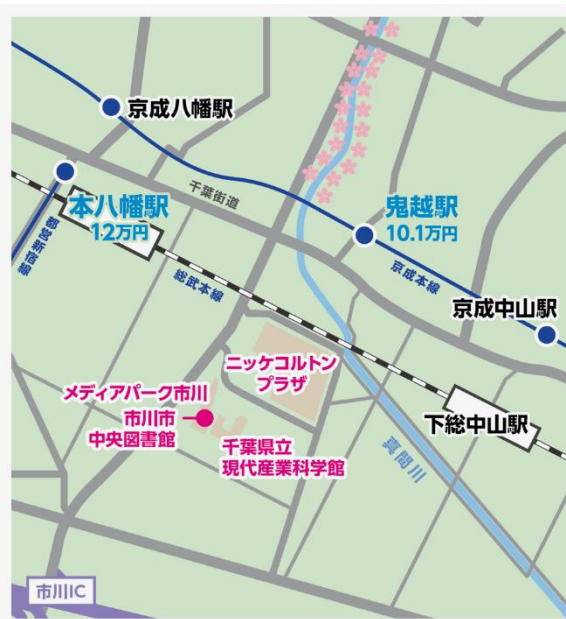 京成八幡駅
千葉街道
本八幡駅
12万円
鬼越駅
10.1万円
都営新宿線
総武本線
京成本線
京成中山駅
ニッケコルトン
プラザ
メディアパーク市川
市川市
中央図書館
千葉県立
現代産業科学館
下総中山駅
真間川
市川IC